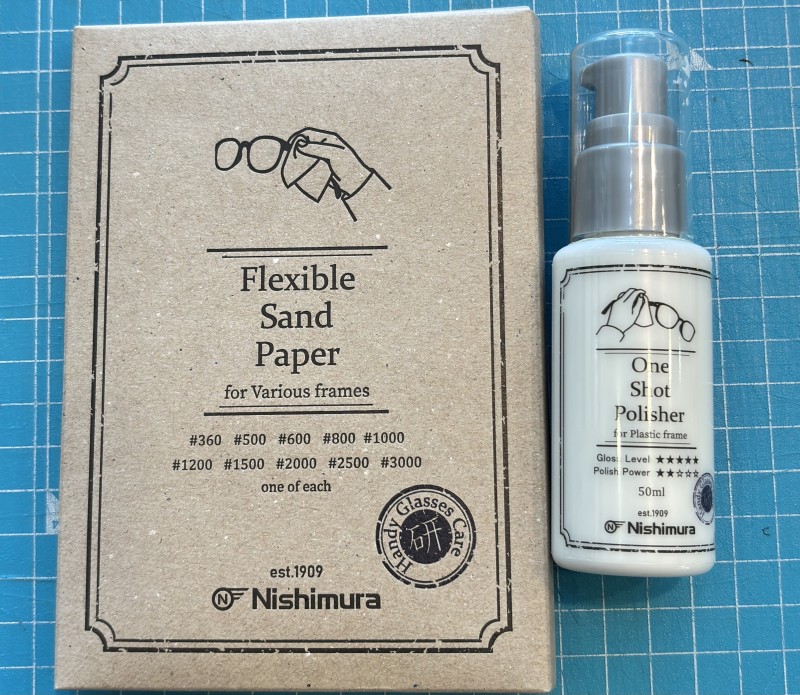 Flexible
Sand
Paper
for Various frames
#360 #500 #600 #800 #1000
#1200 #1500 #2000 #2500 #3000
one of each
Handy Glasses Care
研
est.1909
N Nishimura
One
Shot
Polisher
for Plastic frame
Gloss Level ★★★★★
Polish Power ★★☆☆☆
50ml
est.1909
N Nishimura